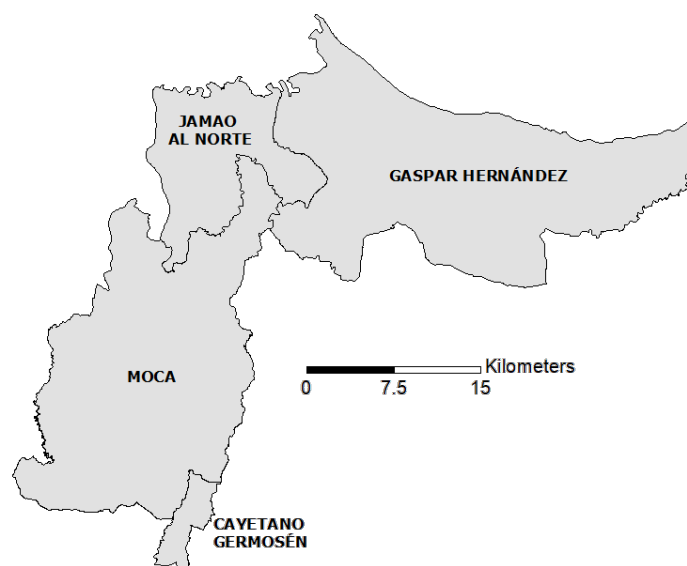 JAMAO
AL NORTE
GASPAR HERNÁNDEZ
MOCA
Kilometers
0 7.5 15
CAYETANO
GERMOSÉN